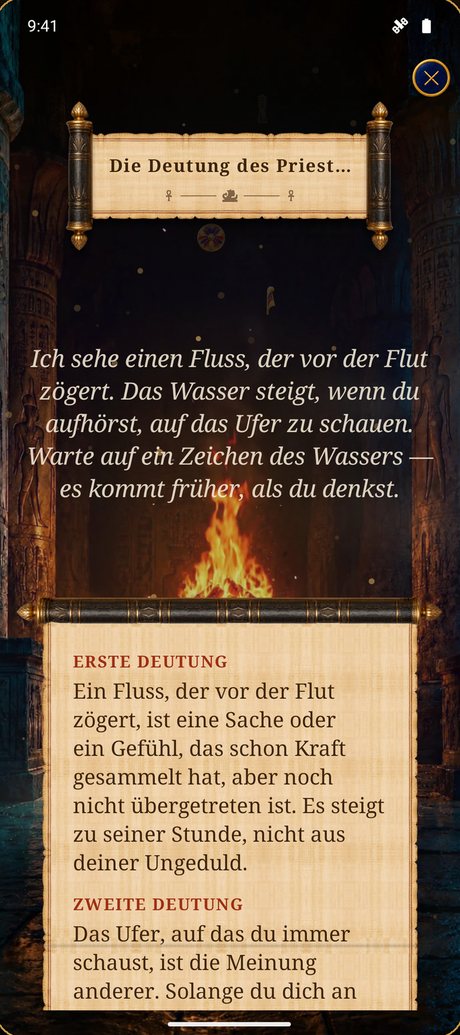 9:41
Die Deutung des Priest...
Ich sehe einen Fluss, der vor der Flut
zögert. Das Wasser steigt, wenn du
aufhörst, auf das Ufer zu schauen.
Warte auf ein Zeichen des Wassers —
es kommt früher, als du denkst.
ERSTE DEUTUNG
Ein Fluss, der vor der Flut
zögert, ist eine Sache oder
ein Gefühl, das schon Kraft
gesammelt hat, aber noch
nicht übergetreten ist. Es steigt
zu seiner Stunde, nicht aus
deiner Ungeduld.
ZWEITE DEUTUNG
Das Ufer, auf das du immer
schaust, ist die Meinung
anderer. Solange du dich an